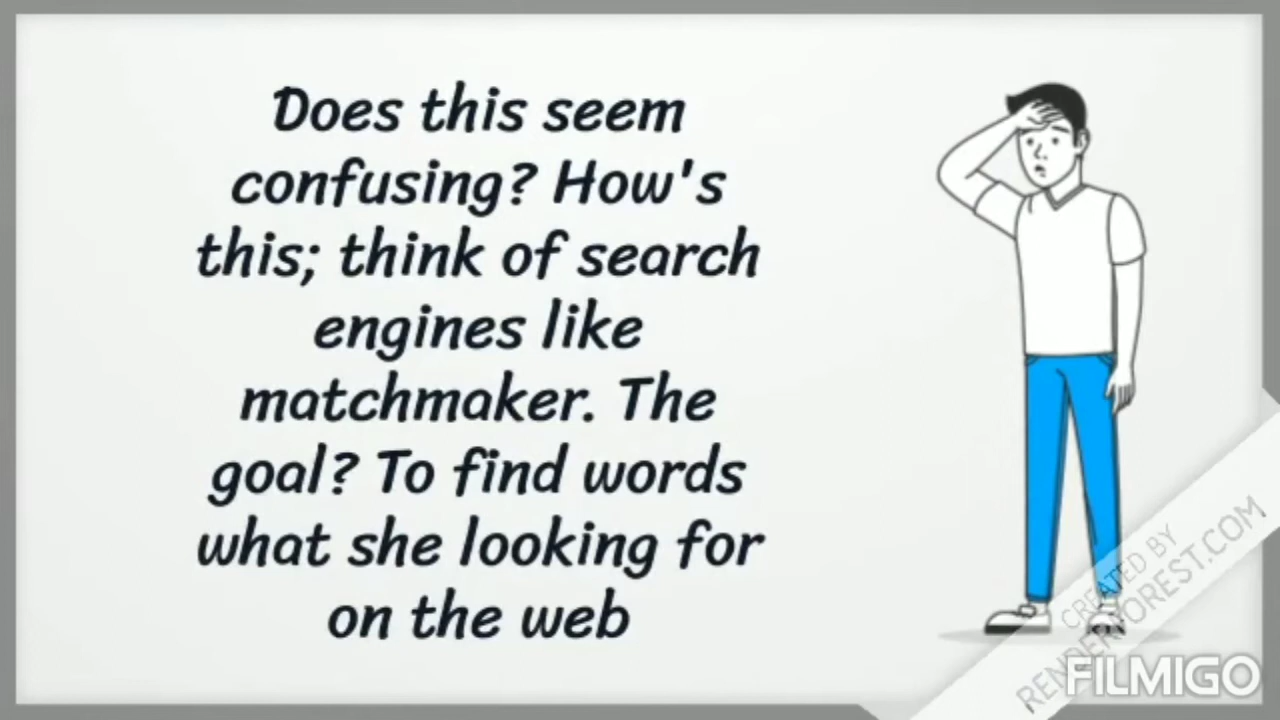 Does this seem
confusing? How's
this; think of search
engines like
matchmaker. The
goal? To find words
what she looking for
on the web
CREATED BY
RENDERFOREST.COM
FILMIGO